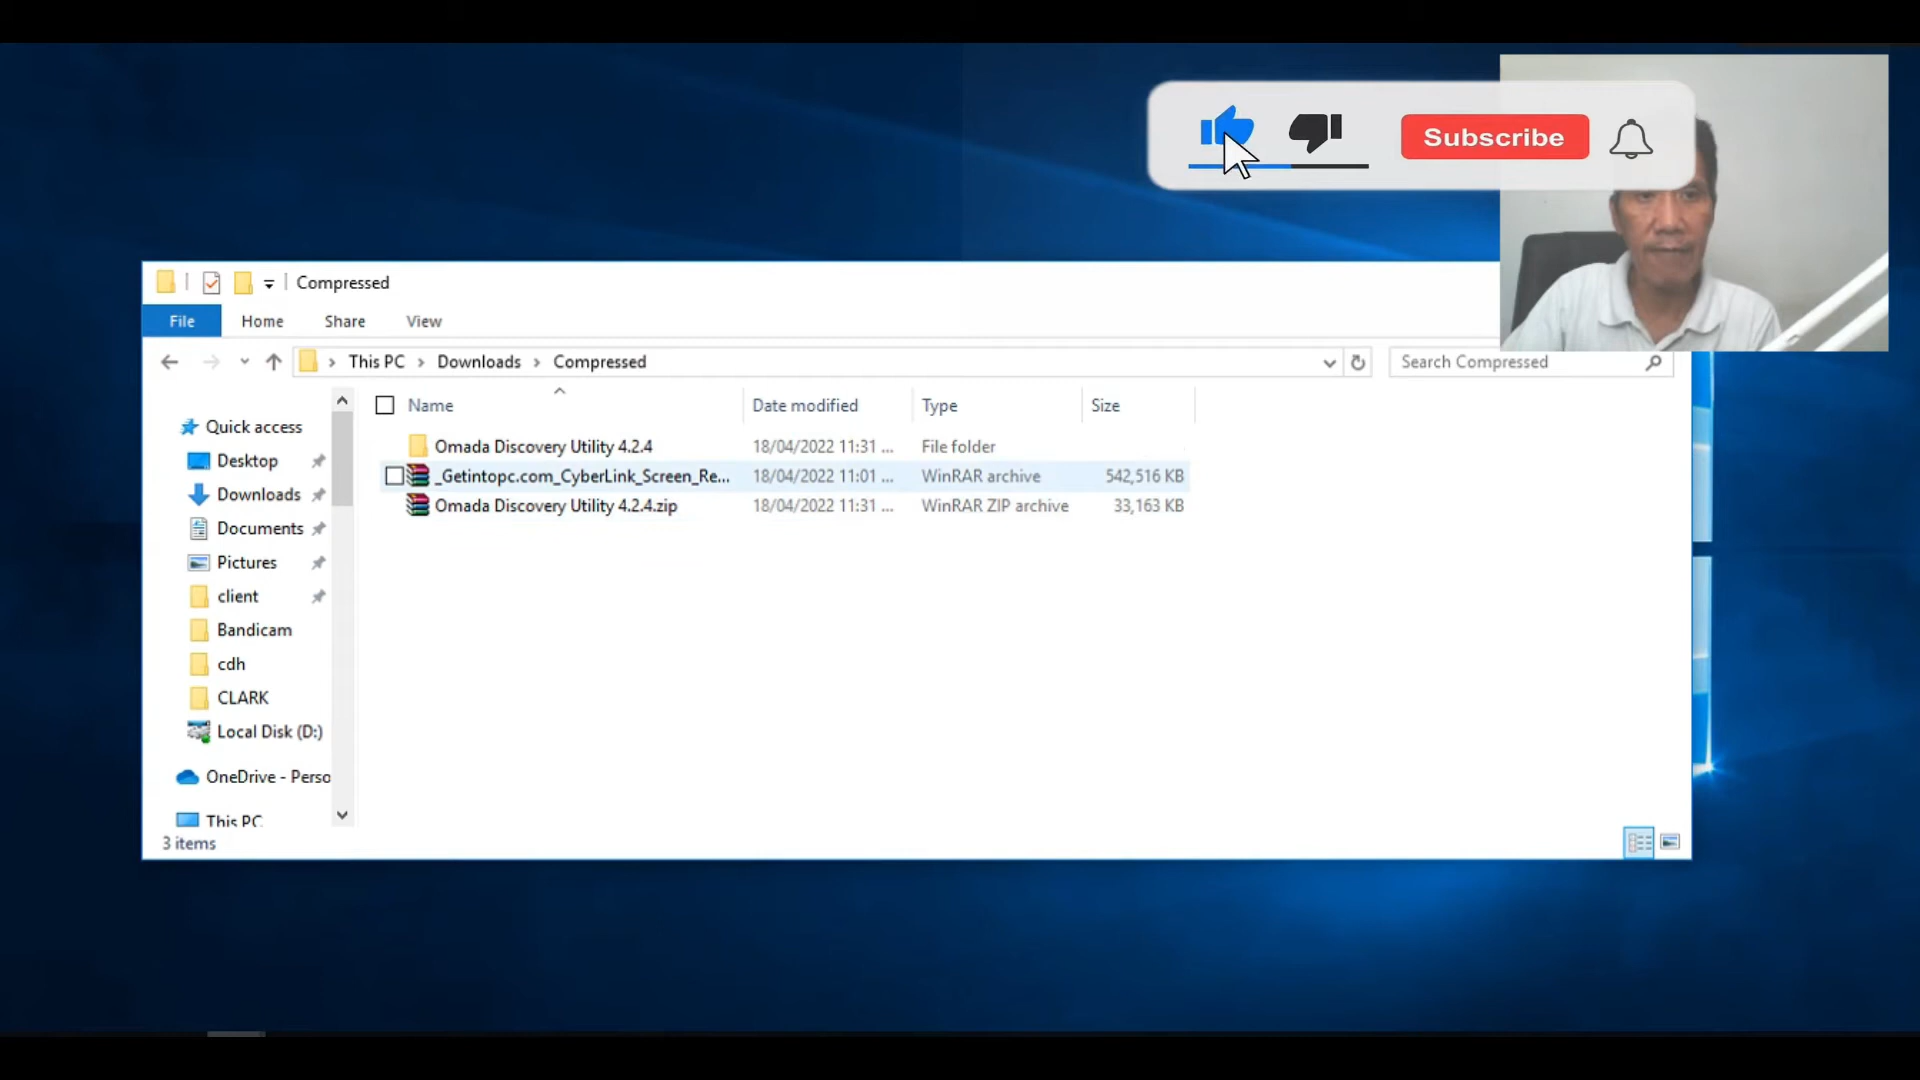 Subscribe
Compressed
File Home Share View
This PC Downloads Compressed
Search Compressed
Name Date modified Type Size
Quick access
Desktop
Downloads
Documents
Pictures
client
Bandicam
cdh
CLARK
Local Disk (D:)
OneDrive - Perso
This PC
Omada Discovery Utility 4.2.4 18/04/2022 11:31 ... File folder
_Getintopc.com_CyberLink_Screen_Re... 18/04/2022 11:01 ... WinRAR archive 542,516 KB
Omada Discovery Utility 4.2.4.zip 18/04/2022 11:31 ... WinRAR ZIP archive 33,163 KB
3 items